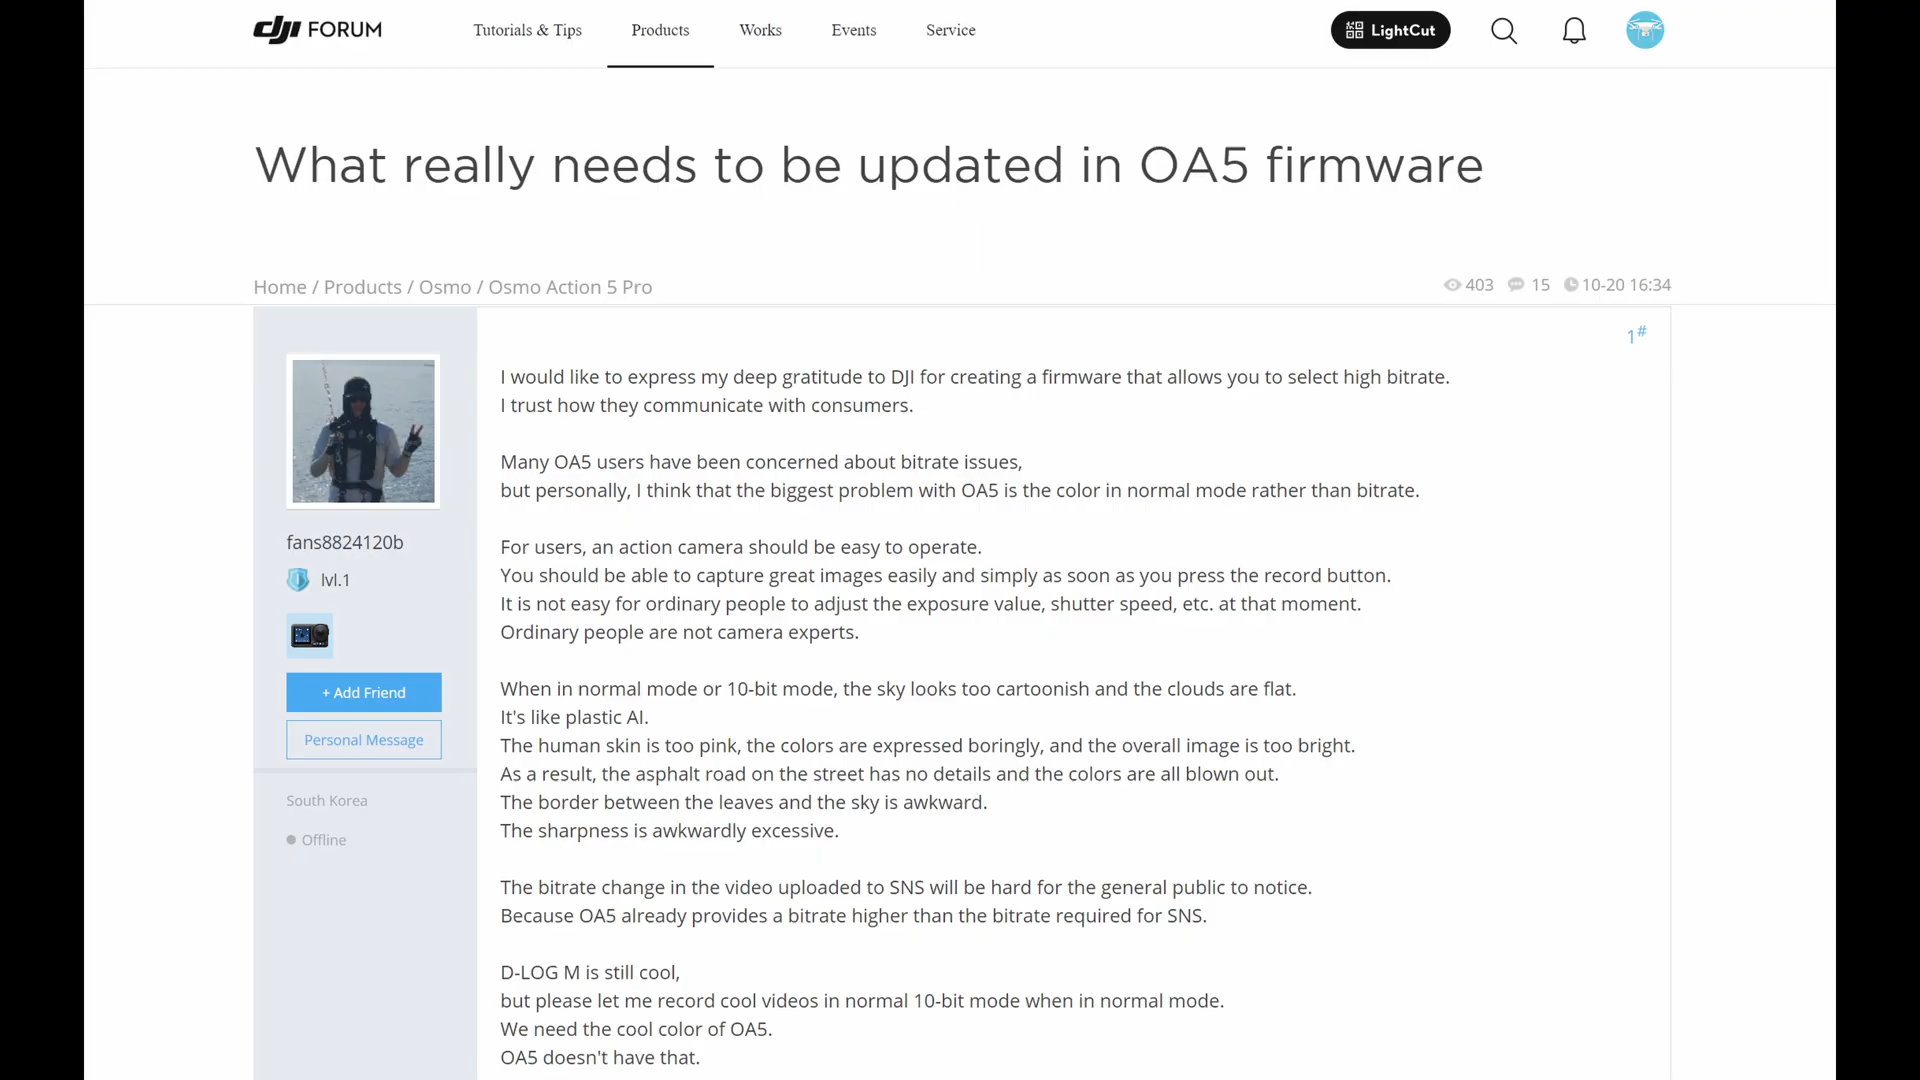 dji FORUM
Tutorials & Tips
Products
Works
Events
Service
LightCut
What really needs to be updated in OA5 firmware
Home / Products / Osmo / Osmo Action 5 Pro
403
15
10-20 16:34
1#
fans8824120b
lvl.1
+ Add Friend
Personal Message
South Korea
Offline
I would like to express my deep gratitude to DJI for creating a firmware that allows you to select high bitrate.
I trust how they communicate with consumers.
Many OA5 users have been concerned about bitrate issues,
but personally, I think that the biggest problem with OA5 is the color in normal mode rather than bitrate.
For users, an action camera should be easy to operate.
You should be able to capture great images easily and simply as soon as you press the record button.
It is not easy for ordinary people to adjust the exposure value, shutter speed, etc. at that moment.
Ordinary people are not camera experts.
When in normal mode or 10-bit mode, the sky looks too cartoonish and the clouds are flat.
It's like plastic AI.
The human skin is too pink, the colors are expressed boringly, and the overall image is too bright.
As a result, the asphalt road on the street has no details and the colors are all blown out.
The border between the leaves and the sky is awkward.
The sharpness is awkwardly excessive.
The bitrate change in the video uploaded to SNS will be hard for the general public to notice.
Because OA5 already provides a bitrate higher than the bitrate required for SNS.
D-LOG M is still cool,
but please let me record cool videos in normal 10-bit mode when in normal mode.
We need the cool color of OA5.
OA5 doesn't have that.